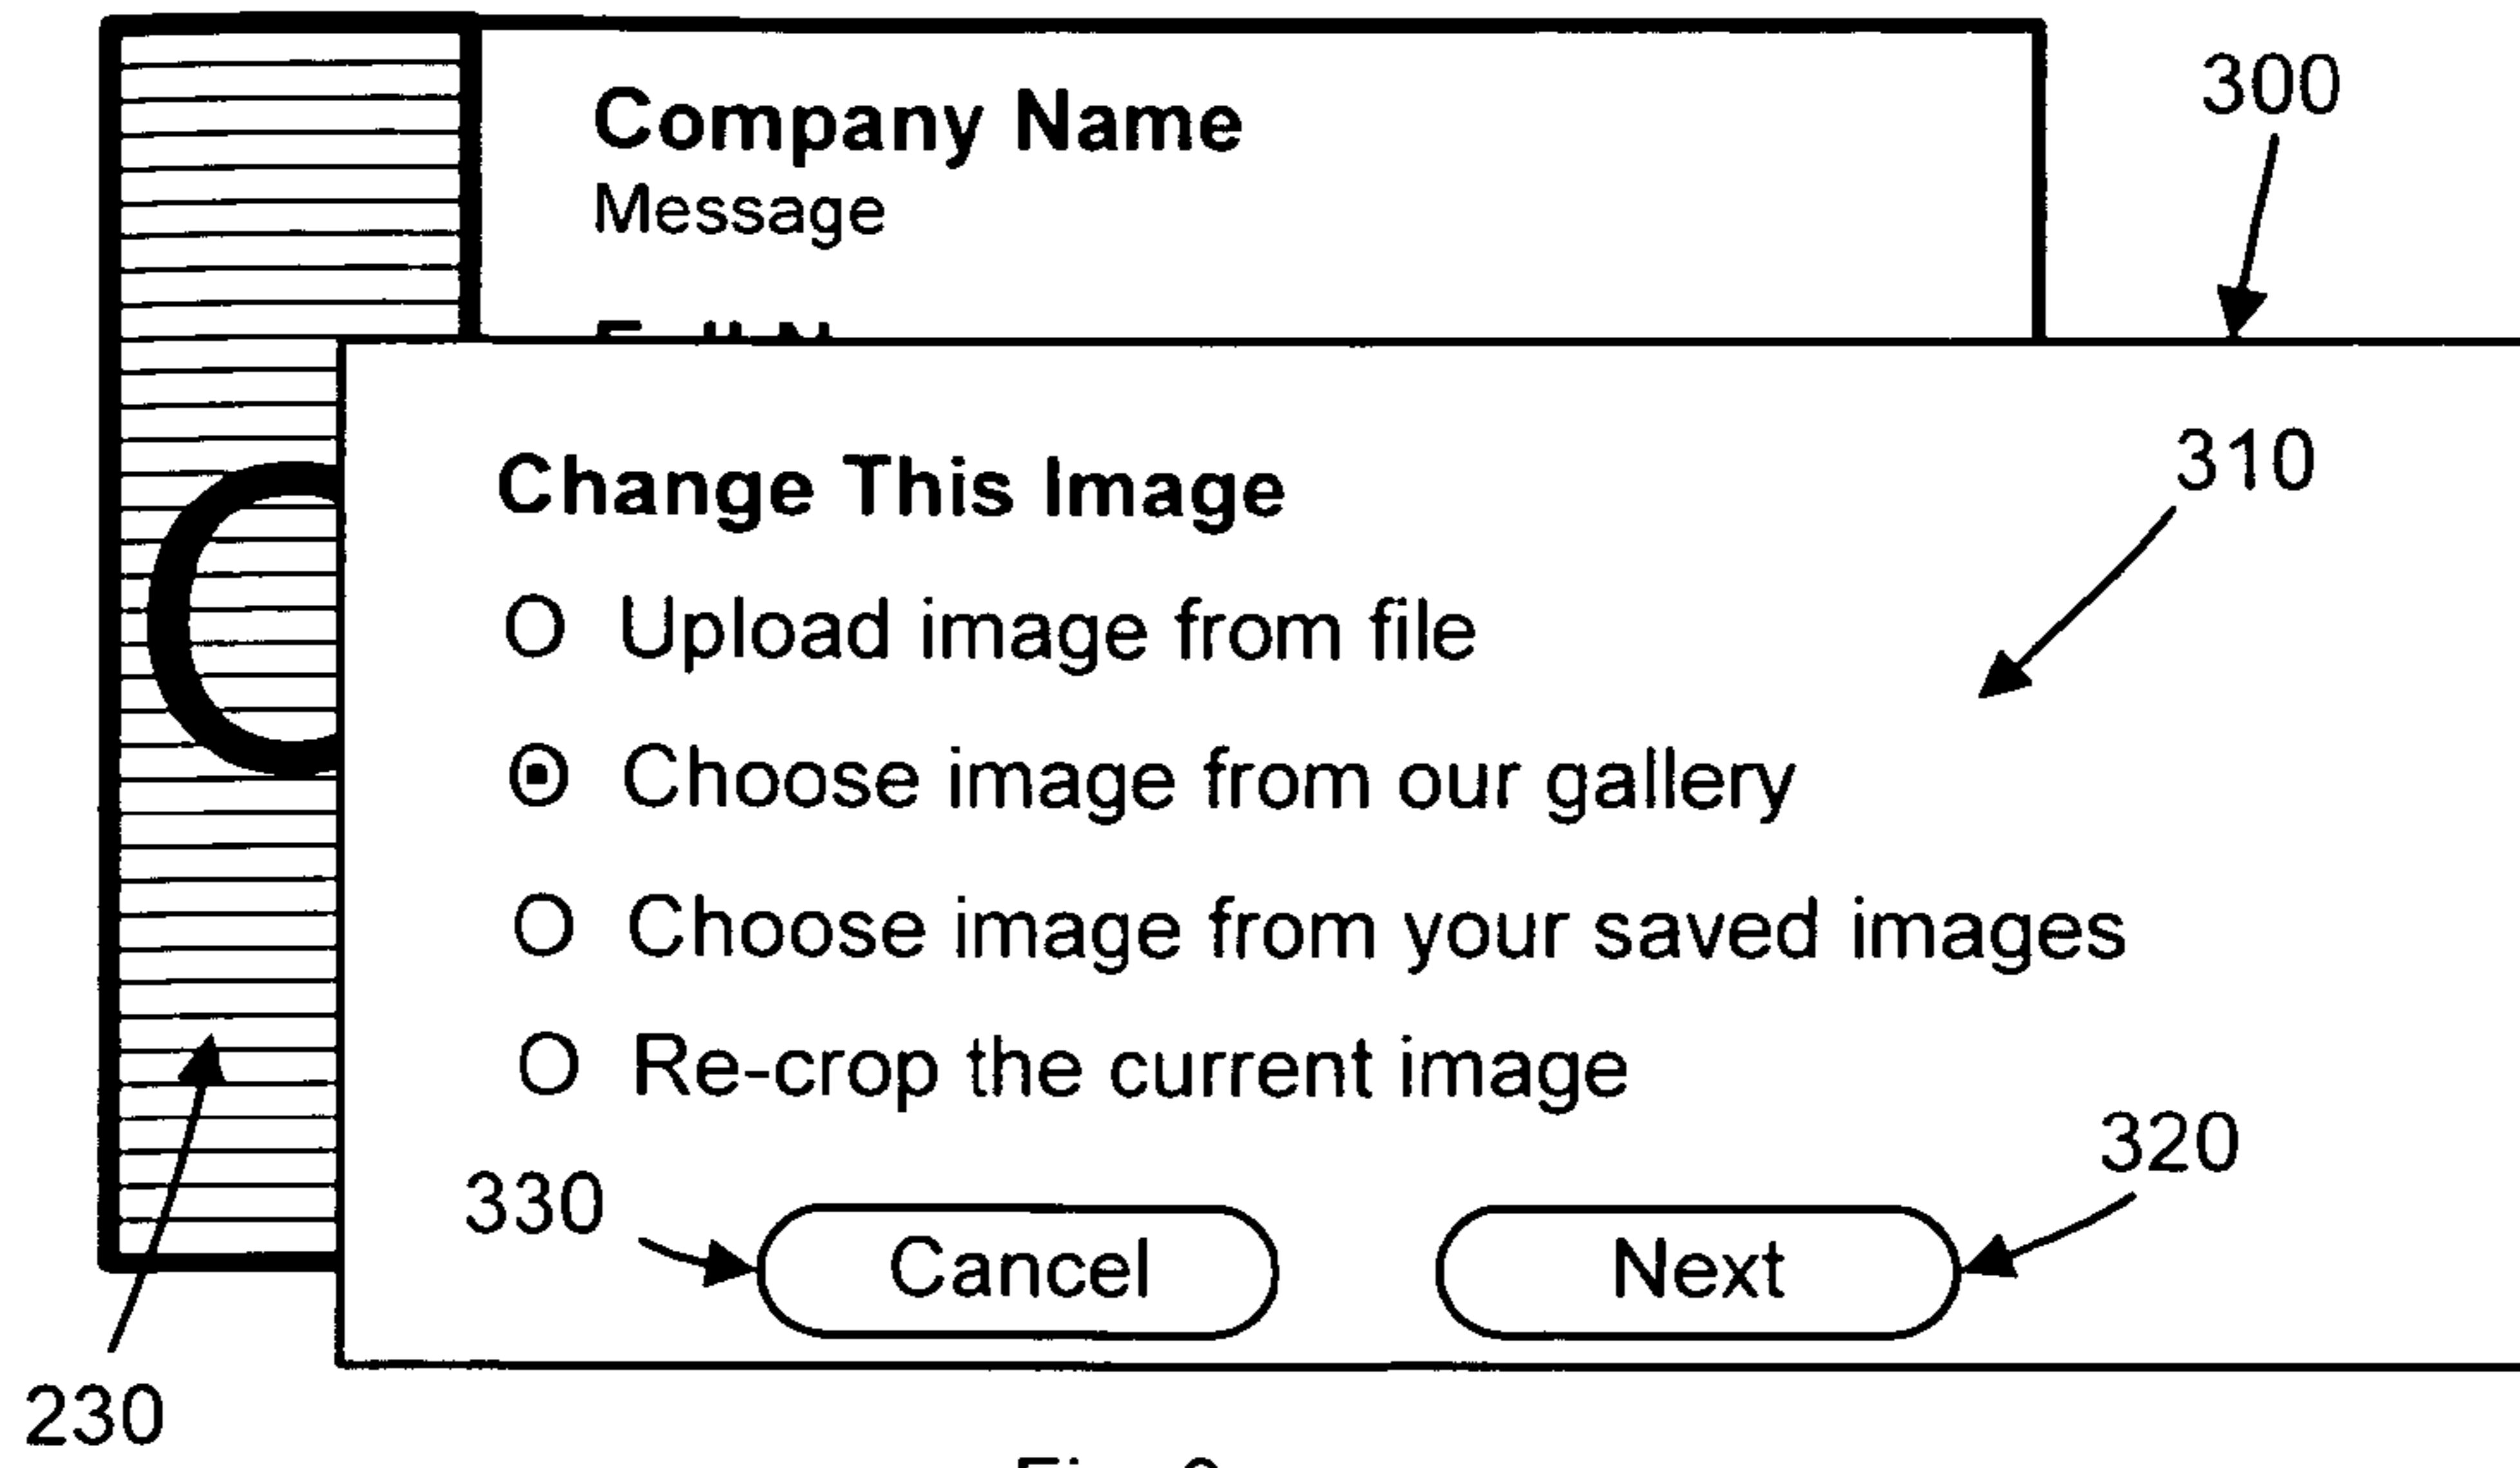 Company Name
300
Message
310
Change This Image
Upload image from file
Choose image from our gallery
Choose image from your saved images
Re-crop the current image
320
330
Cancel
Next
230